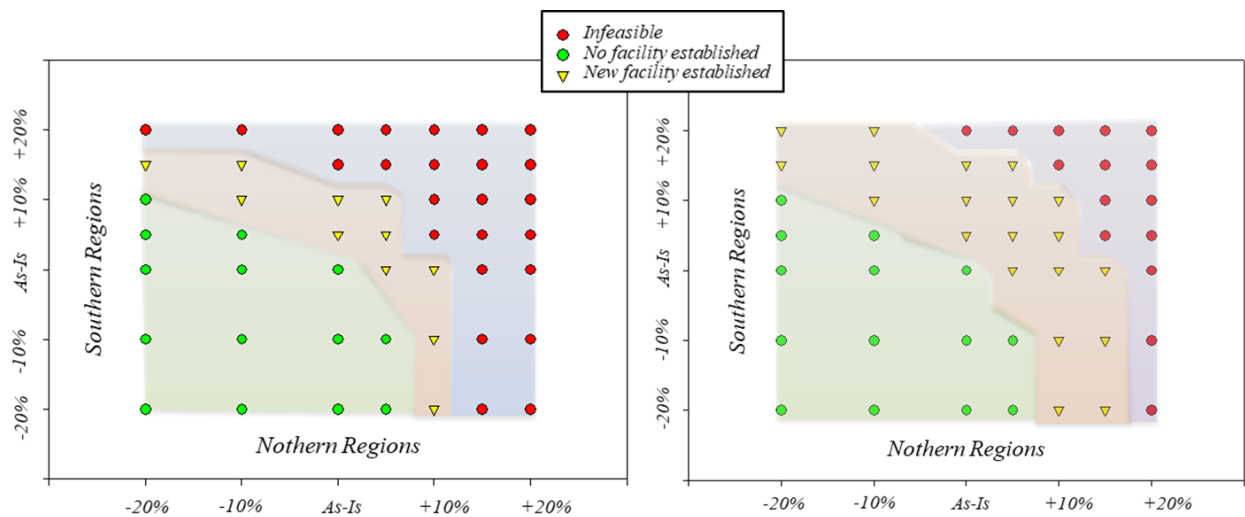 Infeasible
No facility established
New facility established
+20%
+10%
As-Is
-10%
-20%
Southern Regions
Nothern Regions
-20%
-10%
As-Is
+10%
+20%
+20%
+10%
As-Is
-10%
-20%
Southern Regions
Nothern Regions
-20%
-10%
As-Is
+10%
+20%